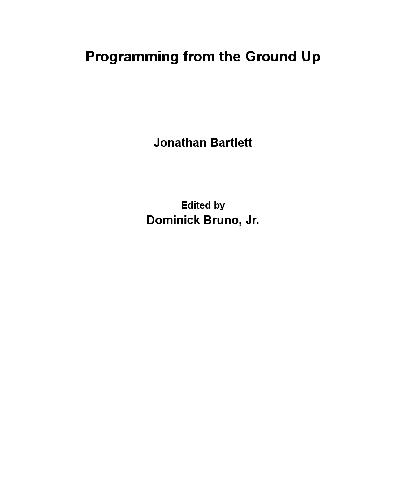 Programming from the Ground Up
Jonathan Bartlett
Edited by
Dominick Bruno, Jr.